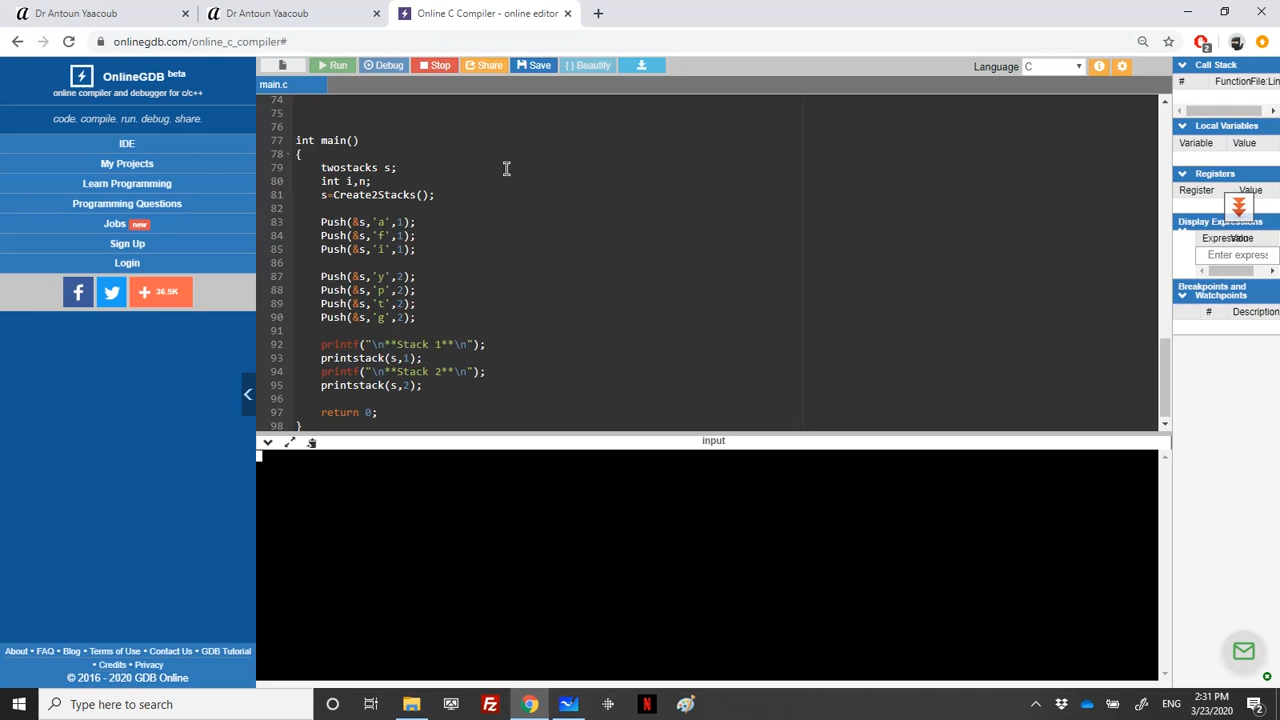 Dr Antoun Yaacoub
Dr Antoun Yaacoub
Online C Compiler - online editor
onlinegdb.com/online_c_compiler#
2
OnlineGDB beta
online compiler and debugger for c/c++
code. compile. run. debug. share.
IDE
My Projects
Learn Programming
Programming Questions
Jobs new
Sign Up
Login
36.5K
About • FAQ • Blog • Terms of Use • Contact Us • GDB Tutorial
• Credits • Privacy
© 2016 - 2020 GDB Online
Run
Debug
Stop
Share
Save
{ } Beautify
Language C
main.c
74
75
76
77 int main()
78 {
79 twostacks s;
80 int i,n;
81 s=Create2Stacks();
82
83 Push(&s,'a',1);
84 Push(&s,'f',1);
85 Push(&s,'i',1);
86
87 Push(&s,'y',2);
88 Push(&s,'p',2);
89 Push(&s,'t',2);
90 Push(&s,'g',2);
91
92 printf("\n**Stack 1**\n");
93 printstack(s,1);
94 printf("\n**Stack 2**\n");
95 printstack(s,2);
96
97 return 0;
98 }
input
Call Stack
# Function File:Lin
Local Variables
Variable Value
Registers
Register Value
Display Expressions
Expression Value
Enter express
Breakpoints and
Watchpoints
# Description
Type here to search
ENG
2:31 PM
3/23/2020
2